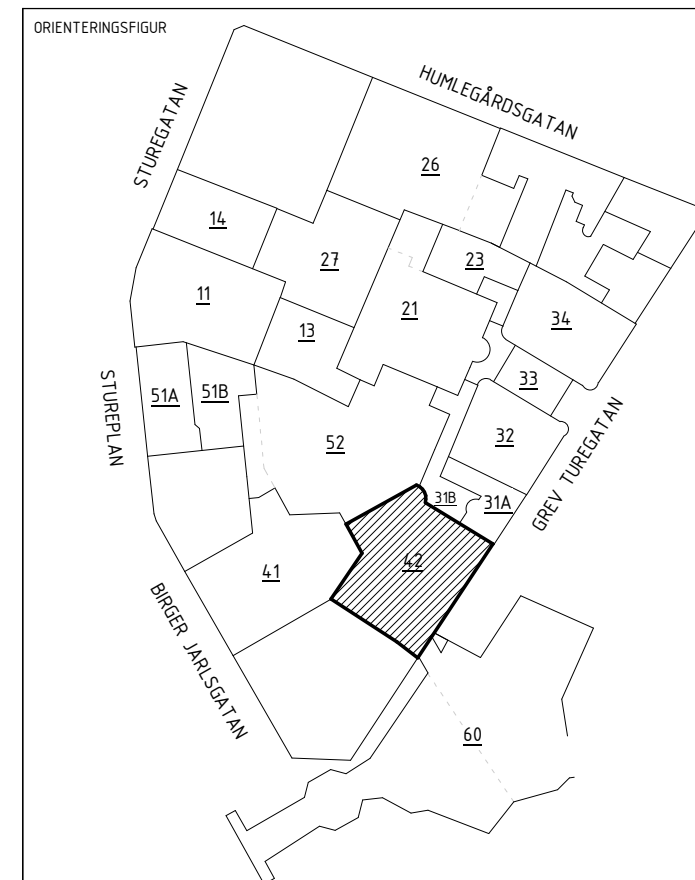 ORIENTERINGSFIGUR
HUMLEGÅRDSGATAN
STUREGATAN
26
14
27
23
11
21
34
13
33
51A
51B
STUREPLAN
32
52
GREV TUREGATAN
31B
31A
42
41
BIRGER JARLSGATAN
60